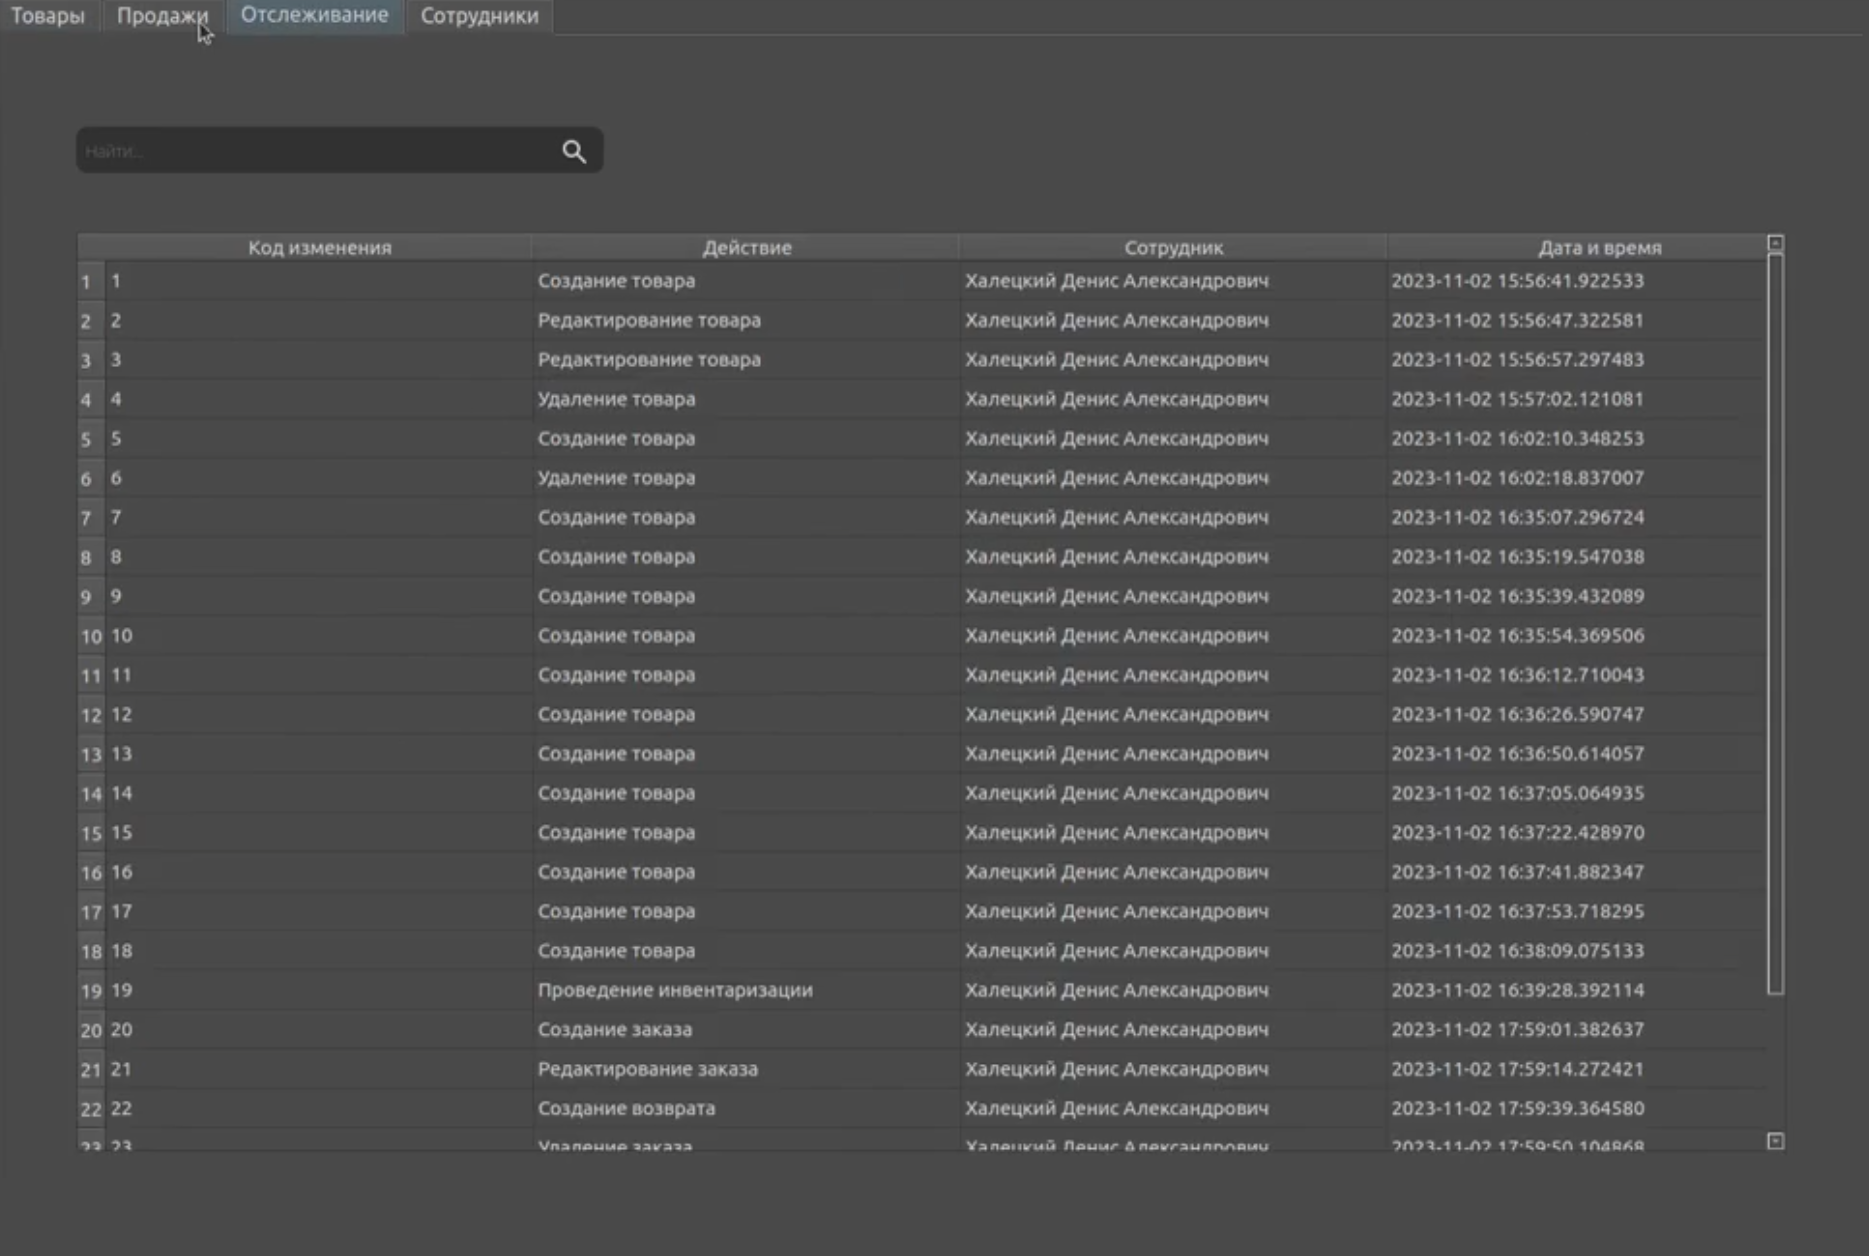 Товары Продажи Отслеживание Сотрудники
Найти...
Код изменения Действие Сотрудник Дата и время
1 1 Создание товара Халецкий Денис Александрович 2023-11-02 15:56:41.922533
2 2 Редактирование товара Халецкий Денис Александрович 2023-11-02 15:56:47.322581
3 3 Редактирование товара Халецкий Денис Александрович 2023-11-02 15:56:57.297483
4 4 Удаление товара Халецкий Денис Александрович 2023-11-02 15:57:02.121081
5 5 Создание товара Халецкий Денис Александрович 2023-11-02 16:02:10.348253
6 6 Удаление товара Халецкий Денис Александрович 2023-11-02 16:02:18.837007
7 7 Создание товара Халецкий Денис Александрович 2023-11-02 16:35:07.296724
8 8 Создание товара Халецкий Денис Александрович 2023-11-02 16:35:19.547038
9 9 Создание товара Халецкий Денис Александрович 2023-11-02 16:35:39.432089
10 10 Создание товара Халецкий Денис Александрович 2023-11-02 16:35:54.369506
11 11 Создание товара Халецкий Денис Александрович 2023-11-02 16:36:12.710043
12 12 Создание товара Халецкий Денис Александрович 2023-11-02 16:36:26.590747
13 13 Создание товара Халецкий Денис Александрович 2023-11-02 16:36:50.614057
14 14 Создание товара Халецкий Денис Александрович 2023-11-02 16:37:05.064935
15 15 Создание товара Халецкий Денис Александрович 2023-11-02 16:37:22.428970
16 16 Создание товара Халецкий Денис Александрович 2023-11-02 16:37:41.882347
17 17 Создание товара Халецкий Денис Александрович 2023-11-02 16:37:53.718295
18 18 Создание товара Халецкий Денис Александрович 2023-11-02 16:38:09.075133
19 19 Проведение инвентаризации Халецкий Денис Александрович 2023-11-02 16:39:28.392114
20 20 Создание заказа Халецкий Денис Александрович 2023-11-02 17:59:01.382637
21 21 Редактирование заказа Халецкий Денис Александрович 2023-11-02 17:59:14.272421
22 22 Создание возврата Халецкий Денис Александрович 2023-11-02 17:59:39.364580
23 23 Удаление заказа Халецкий Денис Александрович 2023-11-02 17:59:50.104868